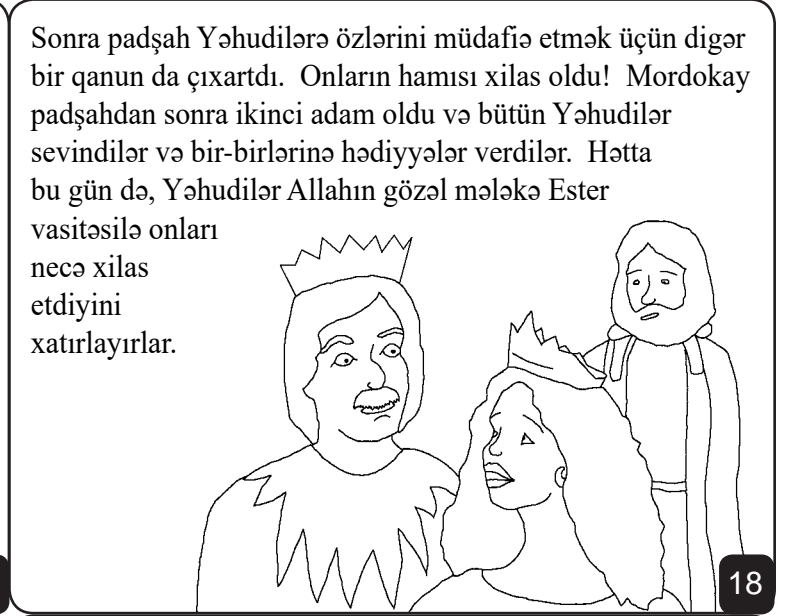 Sonra padşah Yəhudilərə özlərini müdafiə etmək üçün digər
bir qanun da çıxartdı.  Onların hamısı xilas oldu!  Mordokay
padşahdan sonra ikinci adam oldu və bütün Yəhudilər
sevindilər və bir-birlərinə hədiyyələr verdilər.  Hətta
bu gün də, Yəhudilər Allahın gözəl mələkə Ester
vasitəsilə onları
necə xilas
etdiyini
xatırlayırlar.
18